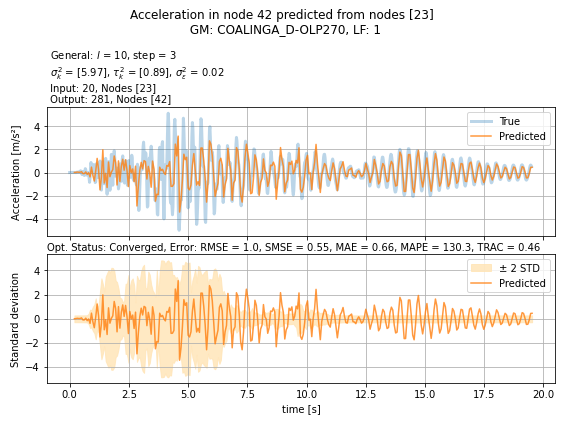 Acceleration in node 42 predicted from nodes [23]
GM: COALINGA_D-OLP270, LF: 1
General: l = 10, step = 3
σ²ₖ = [5.97], τ²ₖ = [0.89], σ²ε = 0.02
Input: 20, Nodes [23]
Output: 281, Nodes [42]
Acceleration [m/s²]
4
2
0
−2
−4
True
Predicted
Opt. Status: Converged, Error: RMSE = 1.0, SMSE = 0.55, MAE = 0.66, MAPE = 130.3, TRAC = 0.46
Standard deviation
4
2
0
−2
−4
± 2 STD
Predicted
0.0 2.5 5.0 7.5 10.0 12.5 15.0 17.5 20.0
time [s]